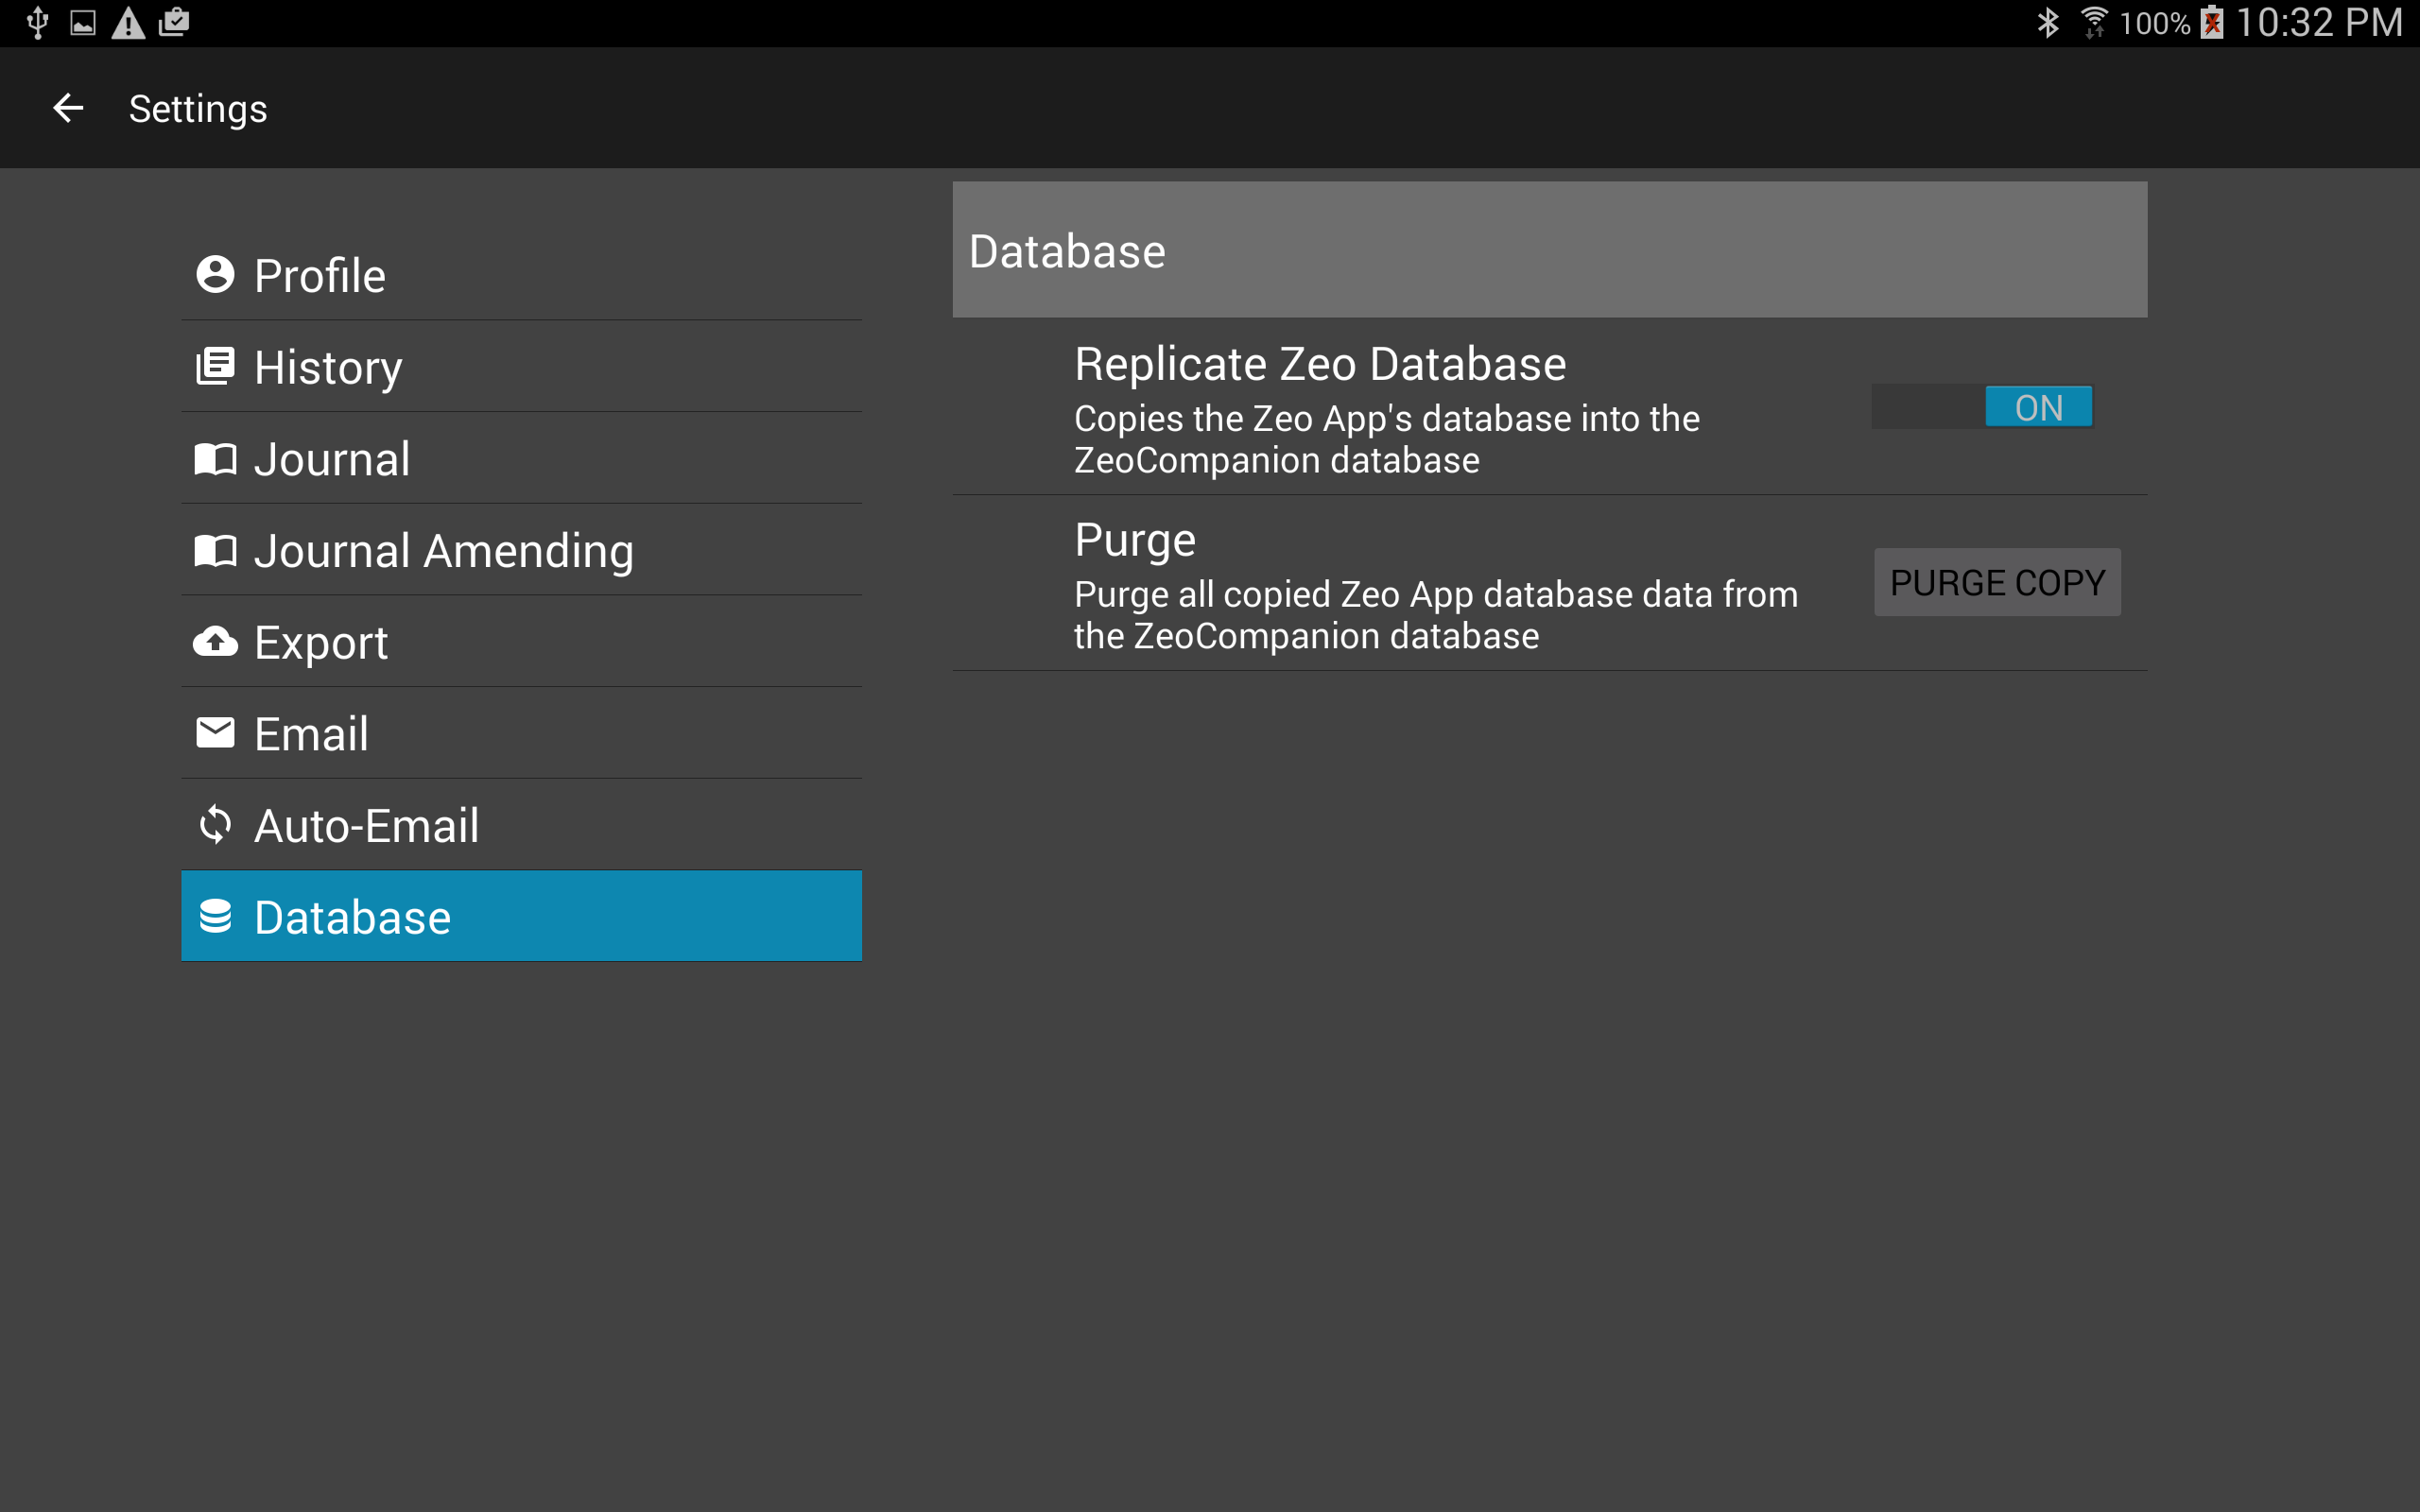 100% 10:32 PM
Settings
Profile
History
Journal
Journal Amending
Export
Email
Auto-Email
Database
Database
Replicate Zeo Database
Copies the Zeo App's database into the
ZeoCompanion database
ON
Purge
Purge all copied Zeo App database data from
the ZeoCompanion database
PURGE COPY